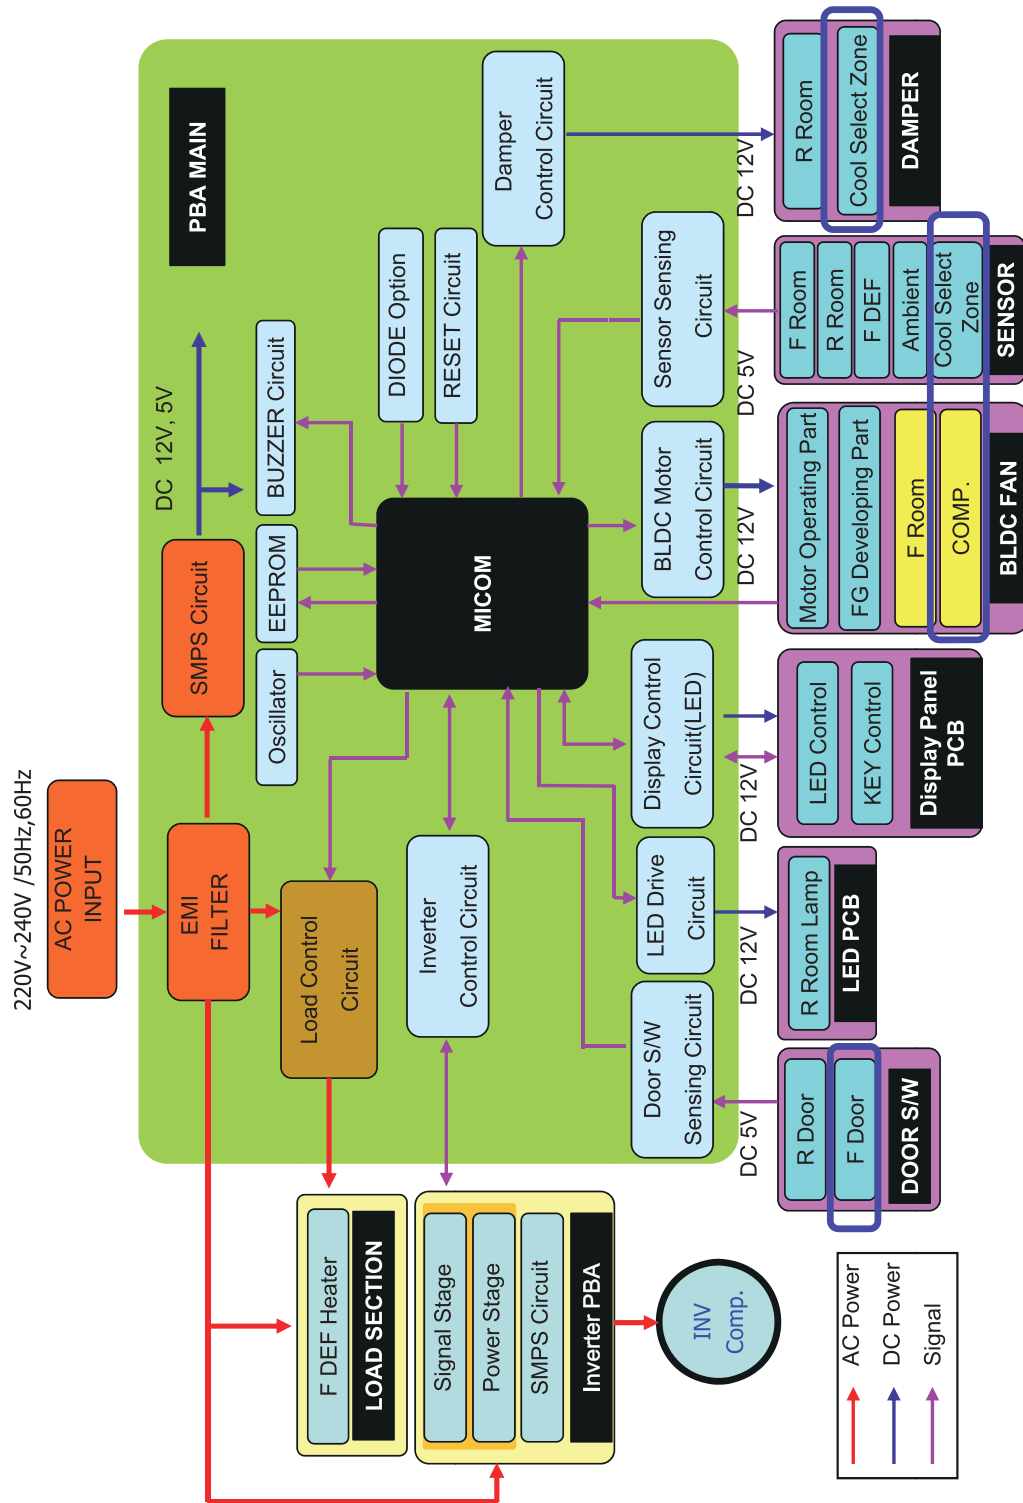 220V~240V /50Hz,60Hz
AC POWER
INPUT
EMI
FILTER
SMPS Circuit
DC 12V, 5V
PBA MAIN
Load Control
Circuit
Oscillator
EEPROM
BUZZER Circuit
DIODE Option
RESET Circuit
Inverter
Control Circuit
MICOM
Damper
Control Circuit
Door S/W
Sensing Circuit
LED Drive
Circuit
Display Control
Circuit(LED)
BLDC Motor
Control Circuit
Sensor Sensing
Circuit
DC 5V
DC 12V
DC 12V
DC 12V
DC 5V
DC 12V
F DEF Heater
LOAD SECTION
Signal Stage
Power Stage
SMPS Circuit
Inverter PBA
INV
Comp.
R Door
F Door
DOOR S/W
R Room Lamp
LED PCB
LED Control
KEY Control
Display Panel
PCB
Motor Operating Part
FG Developing Part
F Room
COMP.
BLDC FAN
F Room
R Room
F DEF
Ambient
Cool Select
Zone
SENSOR
R Room
Cool Select Zone
DAMPER
AC Power
DC Power
Signal